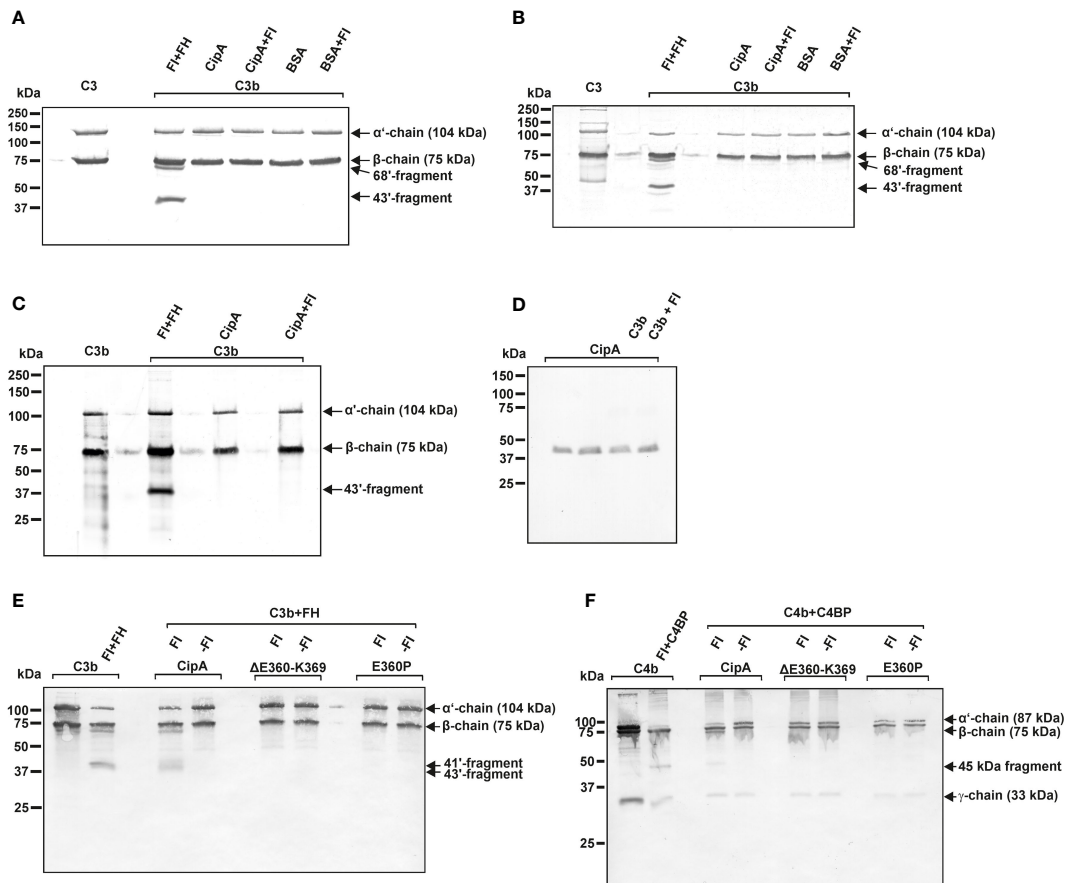 A
FI+FH
CipA
CipA+FI
BSA
BSA+FI
C3
C3b
kDa
250
150
100
75
50
37
α‘-chain (104 kDa)
β-chain (75 kDa)
68'-fragment
43'-fragment
B
FI+FH
CipA
CipA+FI
BSA
BSA+FI
C3
C3b
kDa
250
150
100
75
50
37
α‘-chain (104 kDa)
β-chain (75 kDa)
68'-fragment
43'-fragment
C
FI+FH
CipA
CipA+FI
C3b
C3b
kDa
250
150
100
75
50
37
25
α'-chain (104 kDa)
β-chain (75 kDa)
43'-fragment
D
C3b
C3b + FI
CipA
kDa
150
100
75
50
37
25
E
C3b+FH
FI+FH
FI
-FI
FI
-FI
FI
-FI
C3b
CipA
ΔE360-K369
E360P
kDa
100
75
50
37
25
α‘-chain (104 kDa)
β-chain (75 kDa)
41'-fragment
43'-fragment
F
C4b+C4BP
FI+C4BP
FI
-FI
FI
-FI
FI
-FI
C4b
CipA
ΔE360-K369
E360P
kDa
100
75
50
37
25
α‘-chain (87 kDa)
β-chain (75 kDa)
45 kDa fragment
γ-chain (33 kDa)